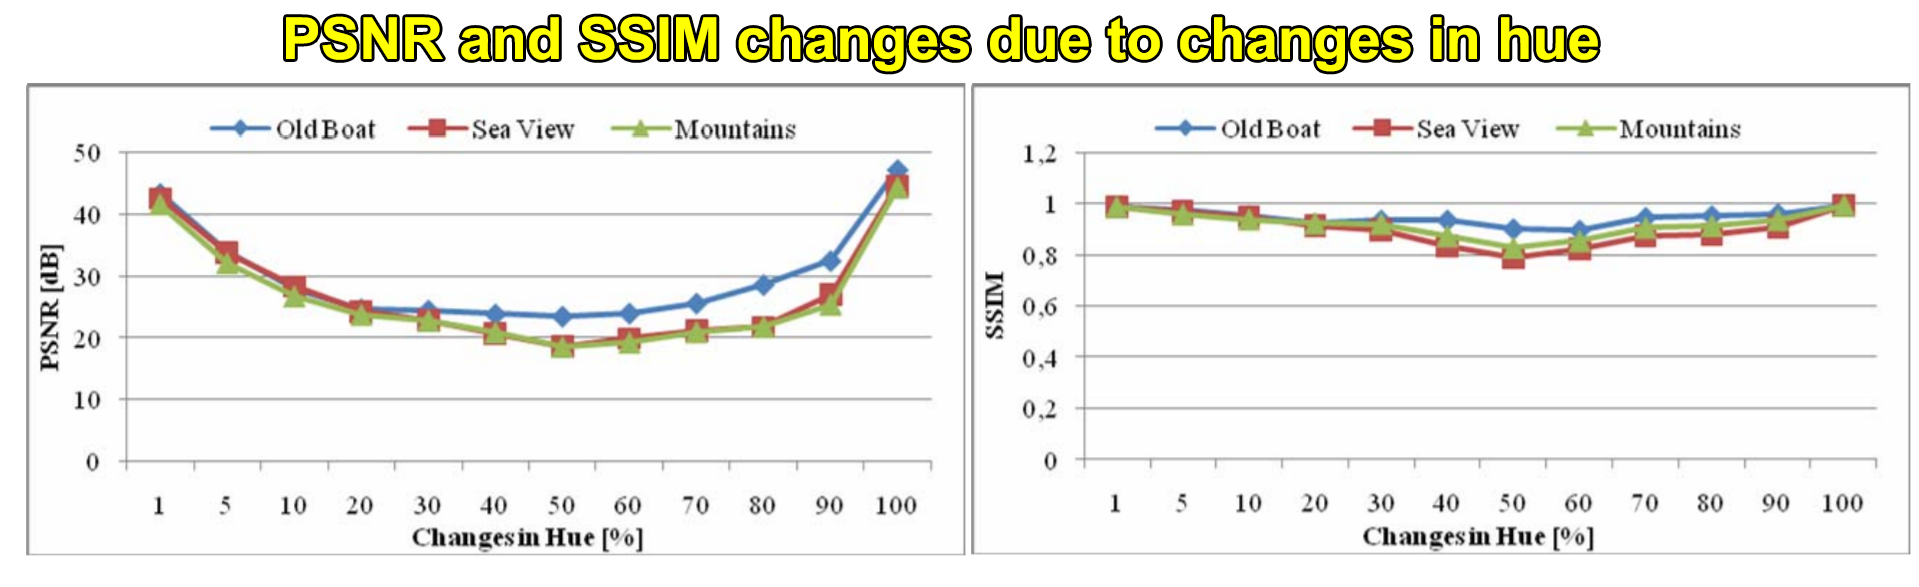 PSNR and SSIM changes due to changes in hue
Old Boat Sea View Mountains
PSNR [dB]
50
40
30
20
10
0
1 5 10 20 30 40 50 60 70 80 90 100
Changes in Hue [%]
Old Boat Sea View Mountains
SSIM
1,2
1
0,8
0,6
0,4
0,2
0
1 5 10 20 30 40 50 60 70 80 90 100
Changes in Hue [%]